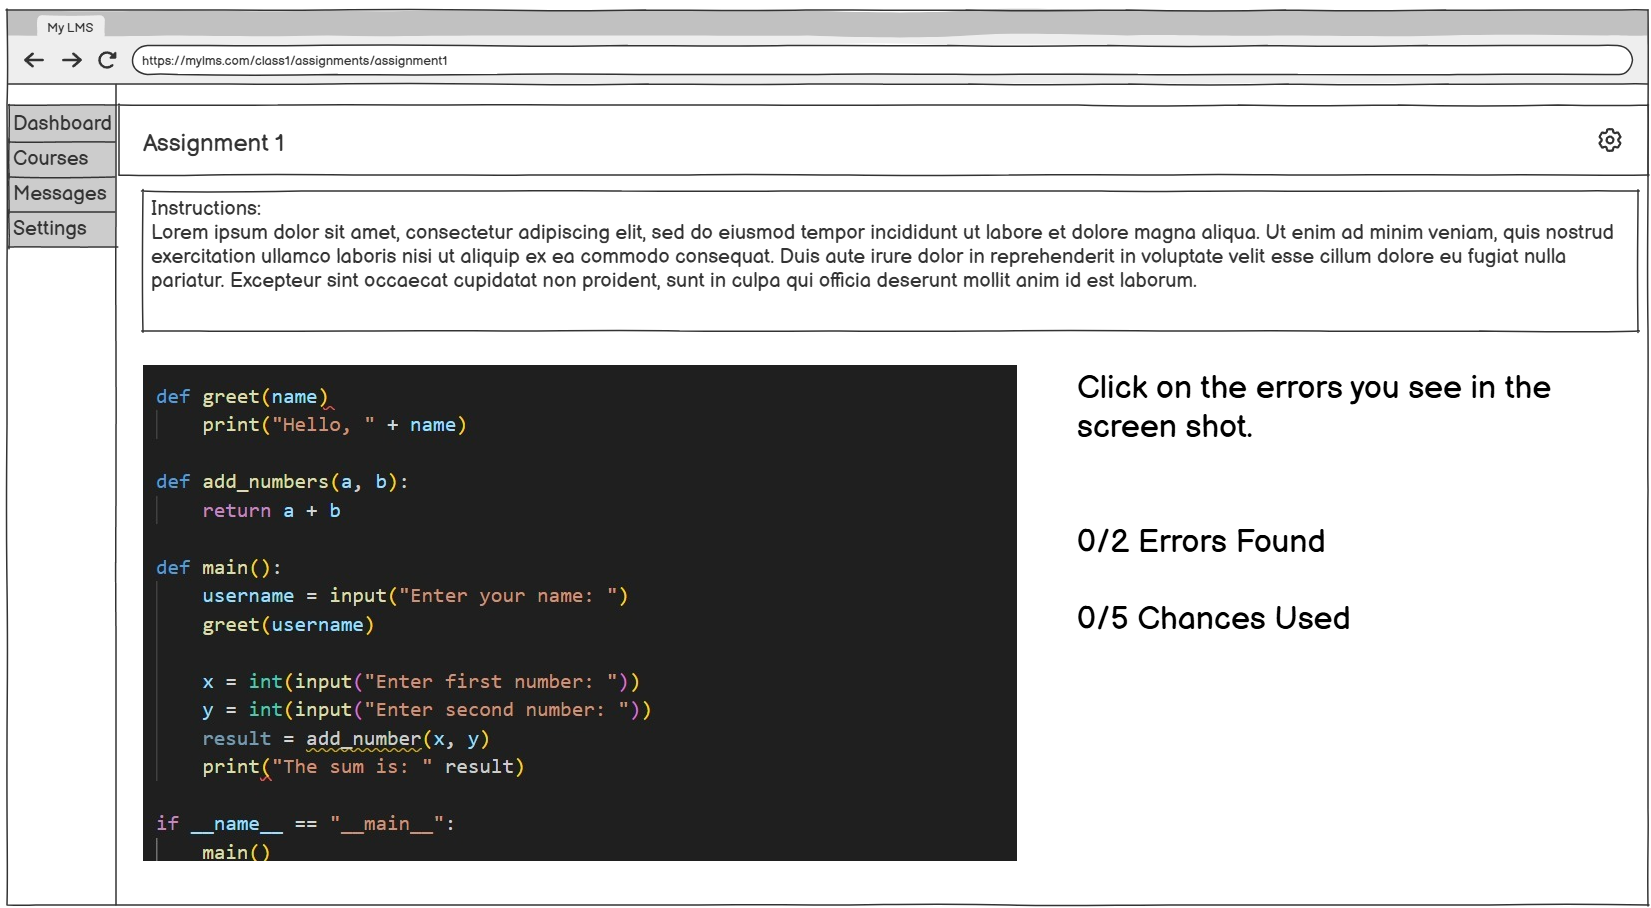 My LMS
https://mylms.com/class1/assignments/assignment1
Dashboard
Courses
Messages
Settings
Assignment 1
Instructions:
Lorem ipsum dolor sit amet, consectetur adipiscing elit, sed do eiusmod tempor incididunt ut labore et dolore magna aliqua. Ut enim ad minim veniam, quis nostrud
exercitation ullamco laboris nisi ut aliquip ex ea commodo consequat. Duis aute irure dolor in reprehenderit in voluptate velit esse cillum dolore eu fugiat nulla
pariatur. Excepteur sint occaecat cupidatat non proident, sunt in culpa qui officia deserunt mollit anim id est laborum.
def greet(name)
    print("Hello, " + name)
def add_numbers(a, b):
    return a + b
def main():
    username = input("Enter your name: ")
    greet(username)
    x = int(input("Enter first number: "))
    y = int(input("Enter second number: "))
    result = add_number(x, y)
    print("The sum is: " result)
if __name__ == "__main__":
    main()
Click on the errors you see in the
screen shot.
0/2 Errors Found
0/5 Chances Used